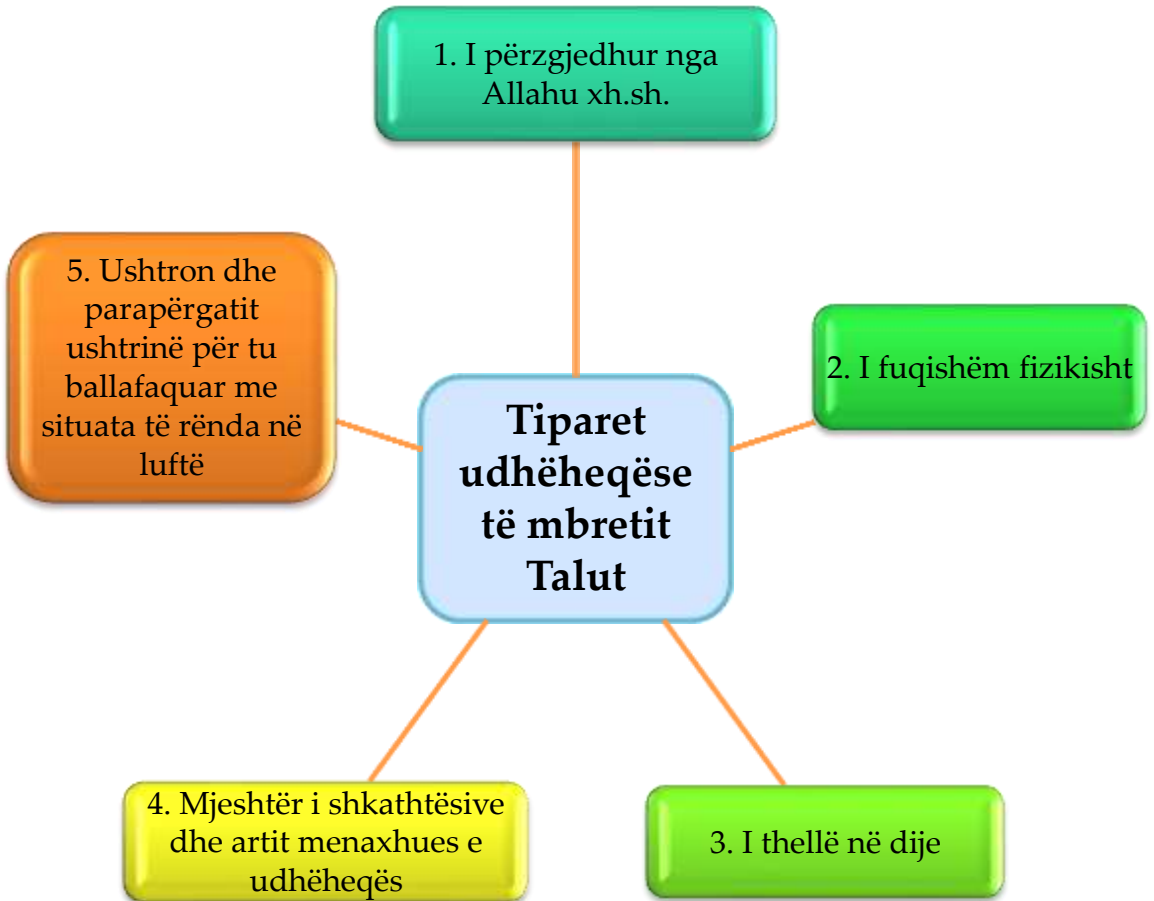 1. I përzgjedhur nga
Allahu xh.sh.
5. Ushtron dhe
parapërgatit
ushtrinë për tu
ballafaquar me
situata të rënda në
luftë
2. I fuqishëm fizikisht
Tiparet
udhëheqëse
të mbretit
Talut
4. Mjeshtër i shkathtësive
dhe artit menaxhues e
udhëheqës
3. I thellë në dije